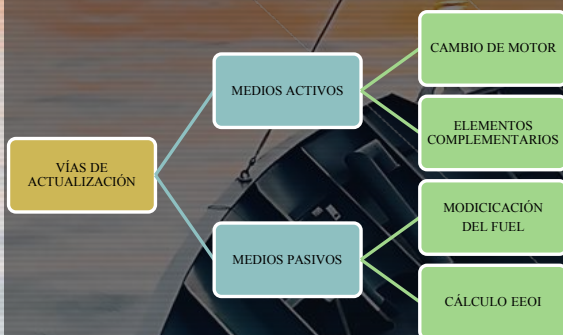 VÍAS DE
ACTUALIZACIÓN
MEDIOS ACTIVOS
CAMBIO DE MOTOR
ELEMENTOS
COMPLEMENTARIOS
MEDIOS PASIVOS
MODICICACIÓN
DEL FUEL
CÁLCULO EEOI